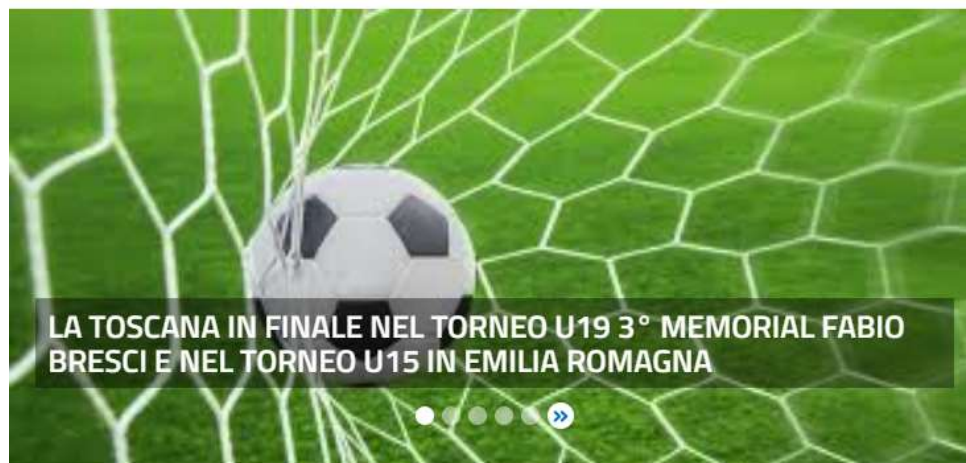 LA TOSCANA IN FINALE NEL TORNEO U19 3° MEMORIAL FABIO
BRESCI E NEL TORNEO U15 IN EMILIA ROMAGNA